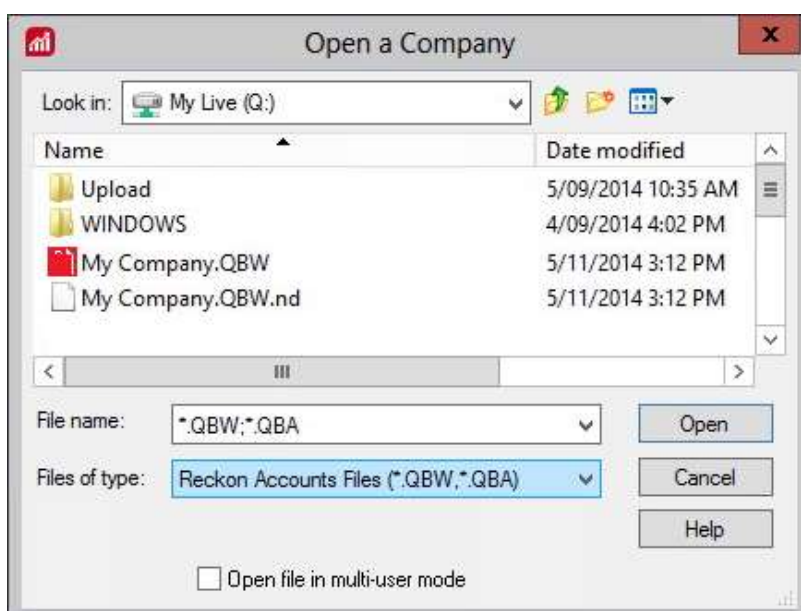 Open a Company
x
Look in: My Live (Q:)
Name Date modified
Upload 5/09/2014 10:35 AM
WINDOWS 4/09/2014 4:02 PM
My Company.QBW 5/11/2014 3:12 PM
My Company.QBW.nd 5/11/2014 3:12 PM
File name: *.QBW;*.QBA Open
Files of type: Reckon Accounts Files (*.QBW,*.QBA) Cancel
Help
Open file in multi-user mode